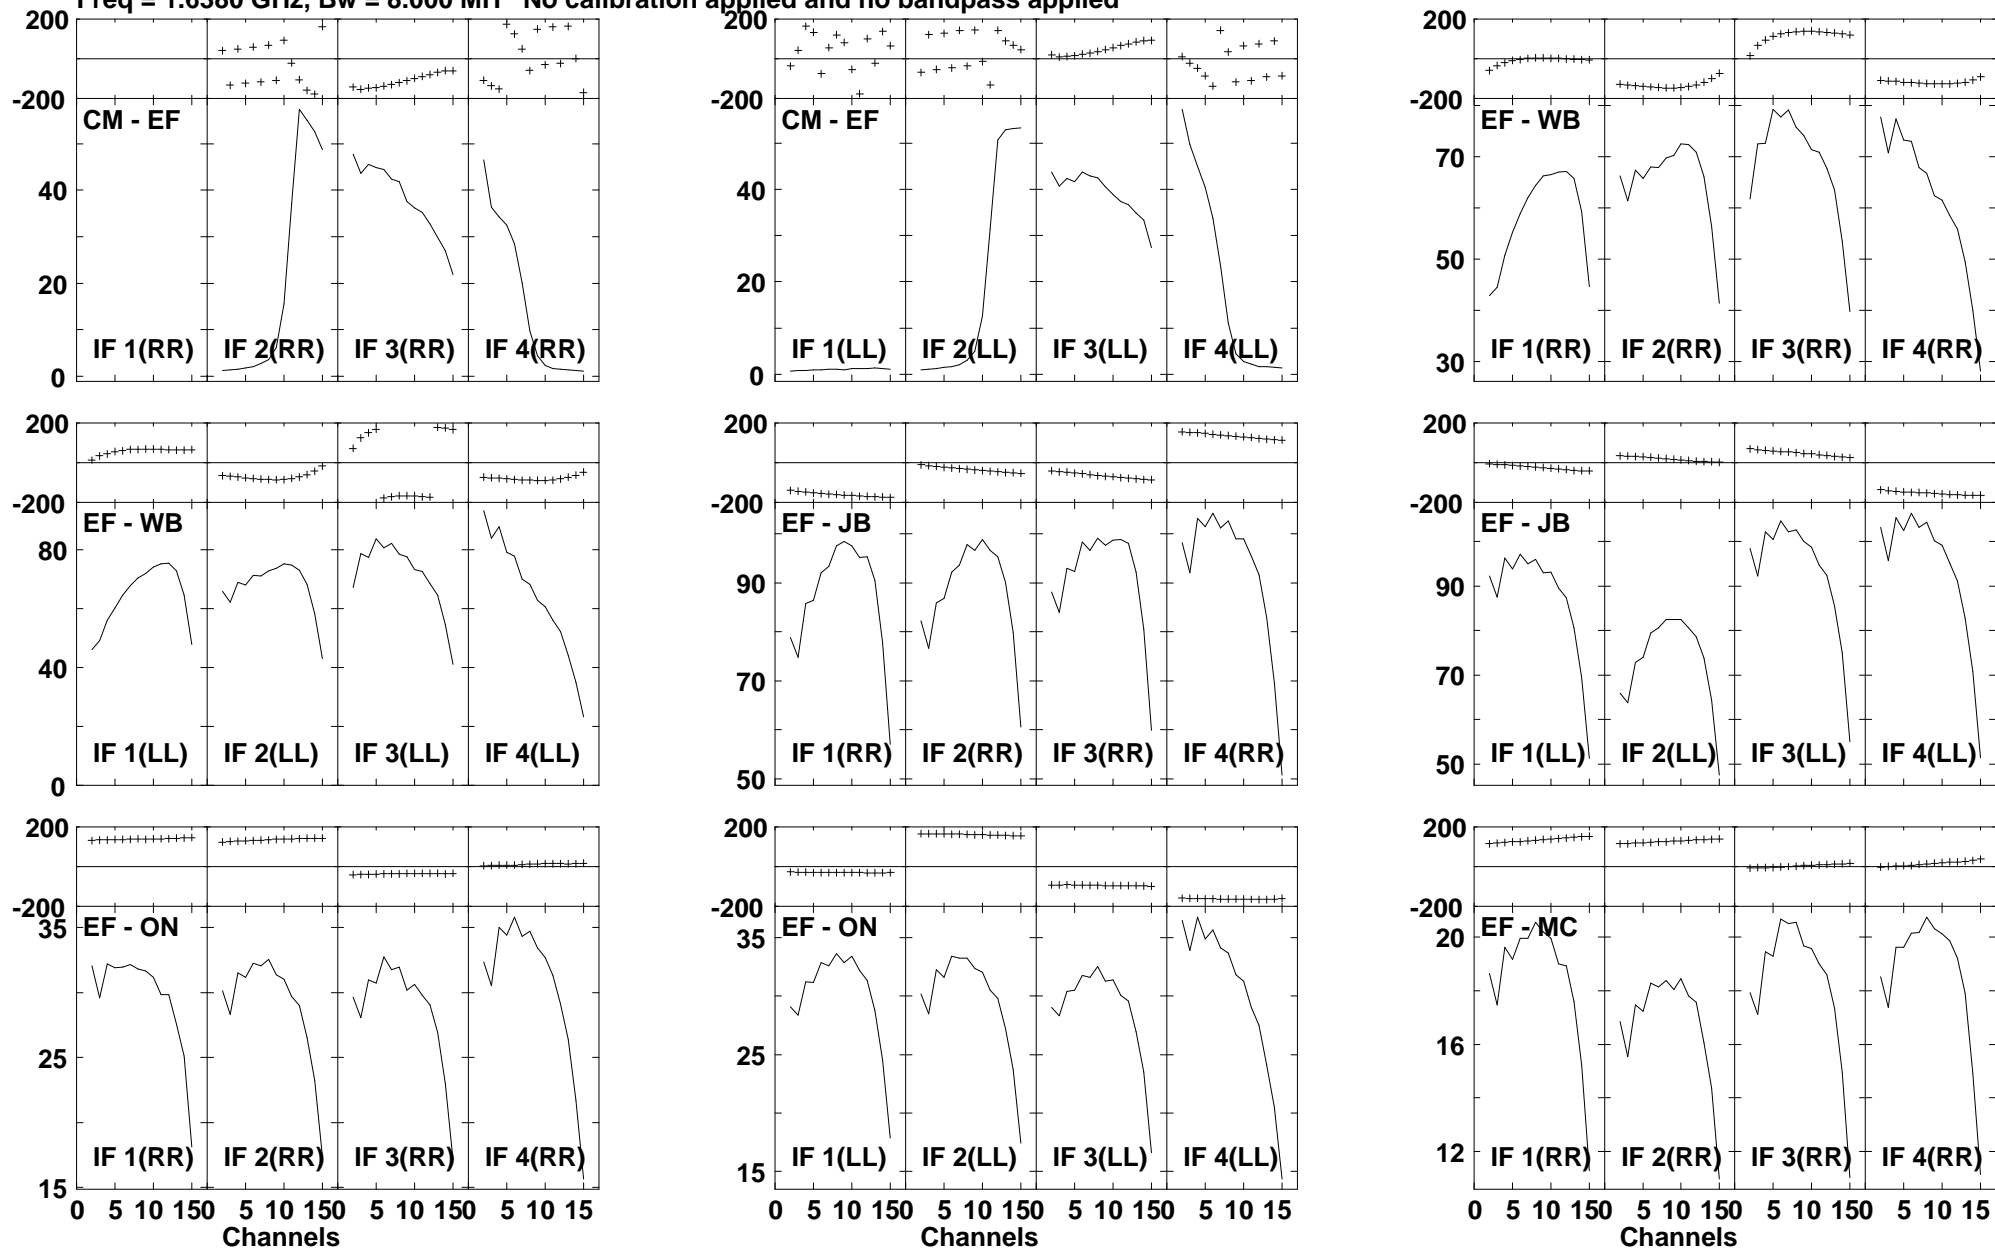 Freq = 1.6380 GHz, Bw = 8.000 MH No calibration applied and no bandpass applied
200
-200
CM - EF
40
20
0
IF 1(RR) IF 2(RR) IF 3(RR) IF 4(RR)
CM - EF
40
20
0
IF 1(LL) IF 2(LL) IF 3(LL) IF 4(LL)
200
-200
EF - WB
70
50
30
IF 1(RR) IF 2(RR) IF 3(RR) IF 4(RR)
200
-200
EF - WB
80
40
0
IF 1(LL) IF 2(LL) IF 3(LL) IF 4(LL)
200
-200
EF - JB
90
70
50
IF 1(RR) IF 2(RR) IF 3(RR) IF 4(RR)
200
-200
EF - JB
90
70
50
IF 1(LL) IF 2(LL) IF 3(LL) IF 4(LL)
200
-200
EF - ON
35
25
15
IF 1(RR) IF 2(RR) IF 3(RR) IF 4(RR)
0 5 10 150 5 10 150 5 10 150 5 10 15
Channels
200
-200
EF - ON
35
25
15
IF 1(LL) IF 2(LL) IF 3(LL) IF 4(LL)
0 5 10 150 5 10 150 5 10 150 5 10 15
Channels
200
-200
EF - MC
20
16
12
IF 1(RR) IF 2(RR) IF 3(RR) IF 4(RR)
0 5 10 150 5 10 150 5 10 150 5 10 15
Channels